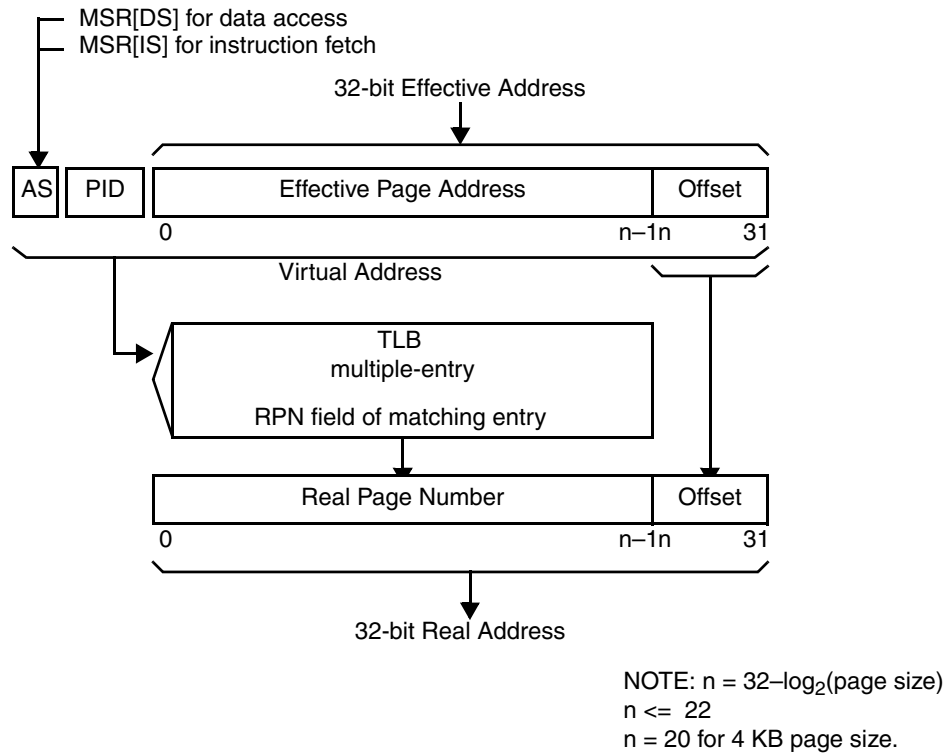 MSR[DS] for data access
MSR[IS] for instruction fetch
32-bit Effective Address
AS PID Effective Page Address Offset
0 n–1n 31
Virtual Address
TLB
multiple-entry
RPN field of matching entry
Real Page Number Offset
0 n–1n 31
32-bit Real Address
NOTE: n = 32–log₂(page size)
n <= 22
n = 20 for 4 KB page size.